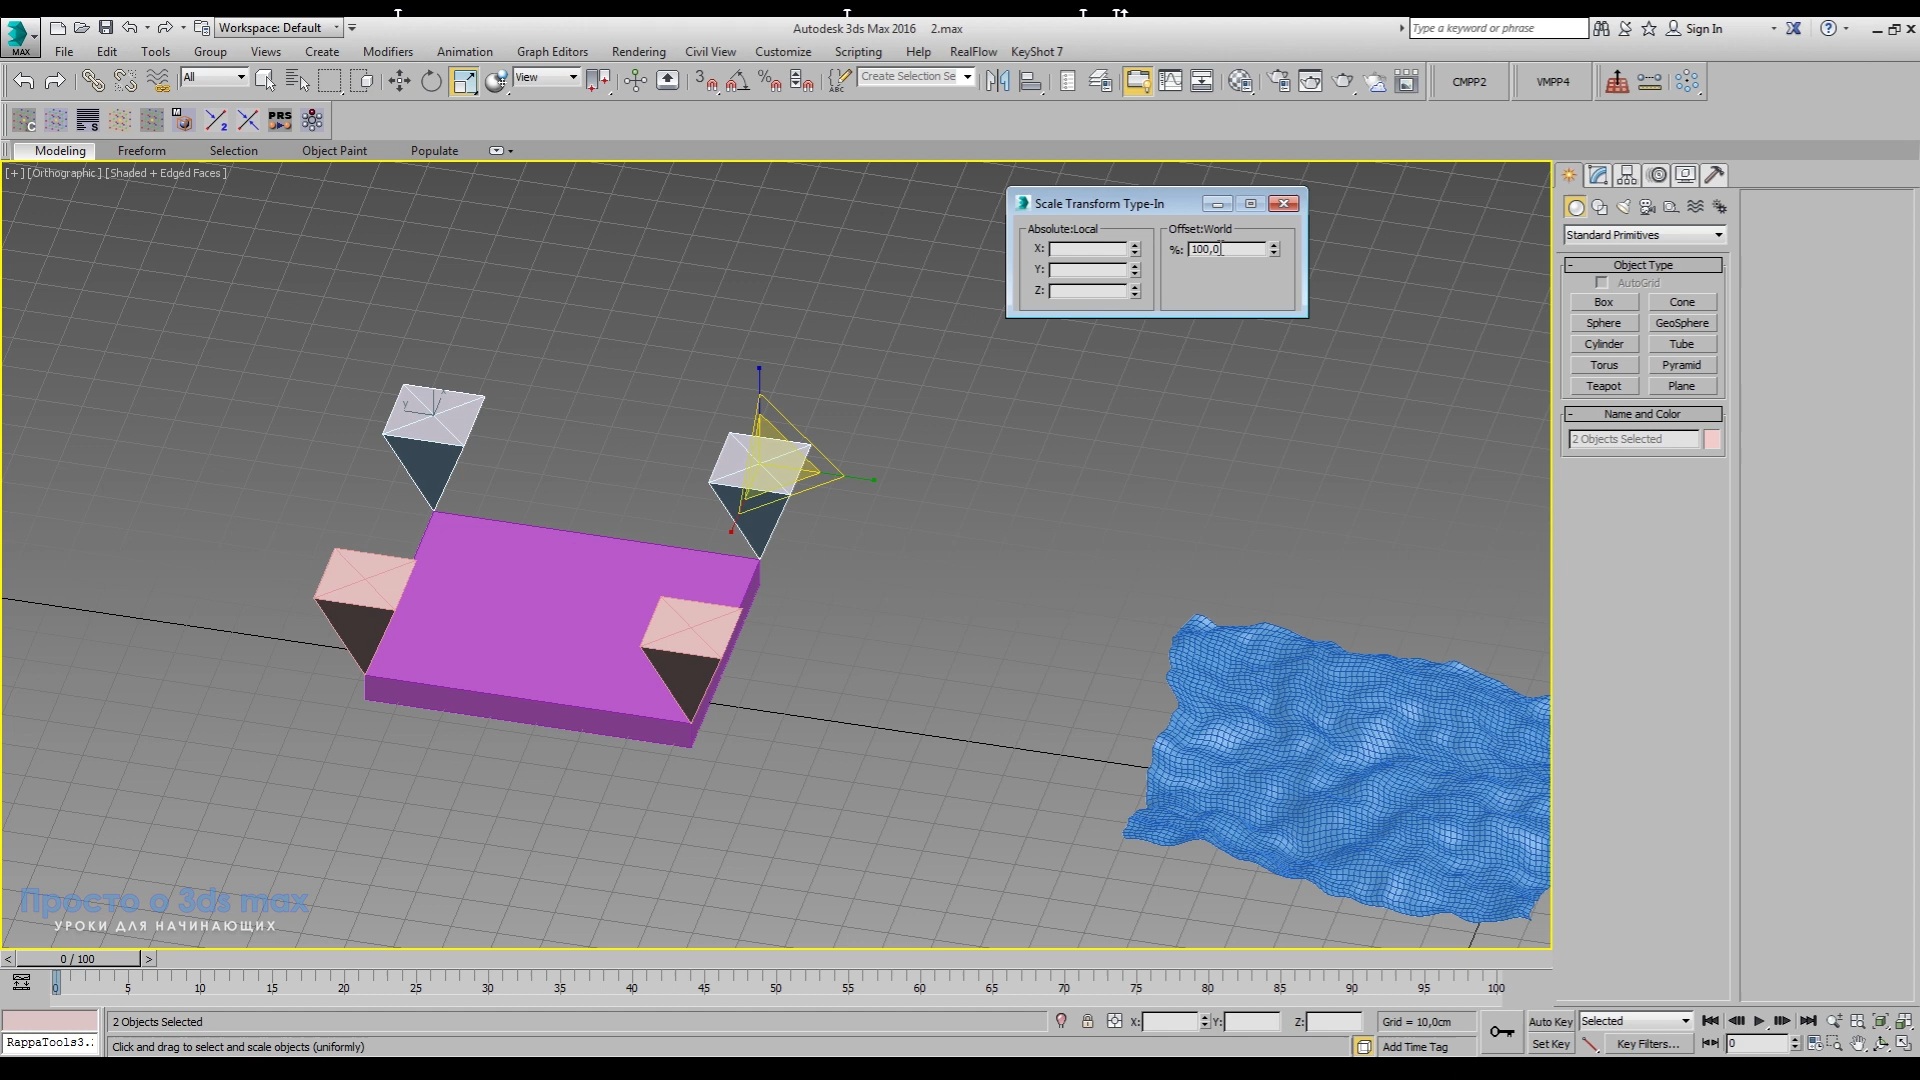 Workspace: Default
Autodesk 3ds Max 2016 2.max
Type a keyword or phrase
Sign In
MAX
File Edit Tools Group Views Create Modifiers Animation Graph Editors Rendering Civil View Customize Scripting Help RealFlow KeyShot 7
All
View
Create Selection Se
CMPP2
VMPP4
PRS
Modeling Freeform Selection Object Paint Populate
[+] [Orthographic] [Shaded + Edged Faces]
Scale Transform Type-In
Absolute:Local
Offset:World
X:
%: 100,0
Y:
Z:
Standard Primitives
- Object Type
AutoGrid
Box Cone
Sphere GeoSphere
Cylinder Tube
Torus Pyramid
Teapot Plane
- Name and Color
2 Objects Selected
Просто о 3ds max
УРОКИ ДЛЯ НАЧИНАЮЩИХ
< 0 / 100 >
0 5 10 15 20 25 30 35 40 45 50 55 60 65 70 75 80 85 90 95 100
2 Objects Selected
X: Y: Z:
Grid = 10,0cm
Auto Key
Selected
RappaTools3.
Click and drag to select and scale objects (uniformly)
Add Time Tag
Set Key
Key Filters...
0